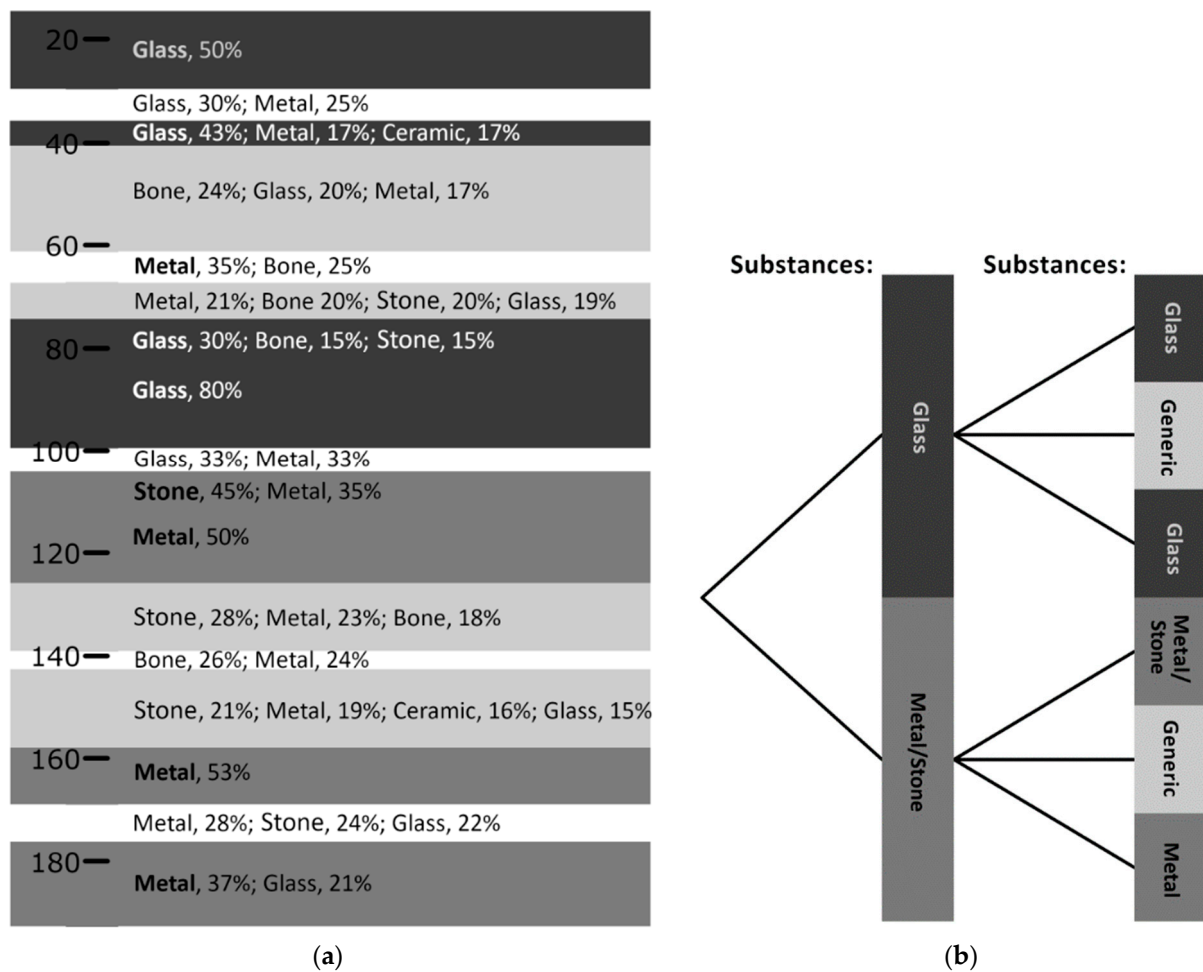 20
Glass, 50%
Glass, 30%; Metal, 25%
Glass, 43%; Metal, 17%; Ceramic, 17%
40
Bone, 24%; Glass, 20%; Metal, 17%
60
Metal, 35%; Bone, 25%
Metal, 21%; Bone 20%; Stone, 20%; Glass, 19%
Glass, 30%; Bone, 15%; Stone, 15%
80
Glass, 80%
100
Glass, 33%; Metal, 33%
Stone, 45%; Metal, 35%
Metal, 50%
120
Stone, 28%; Metal, 23%; Bone, 18%
140
Bone, 26%; Metal, 24%
Stone, 21%; Metal, 19%; Ceramic, 16%; Glass, 15%
160
Metal, 53%
Metal, 28%; Stone, 24%; Glass, 22%
180
Metal, 37%; Glass, 21%
(a)
Substances:
Glass
Metal/Stone
Substances:
Glass
Generic
Glass
Metal/
Stone
Generic
Metal
(b)